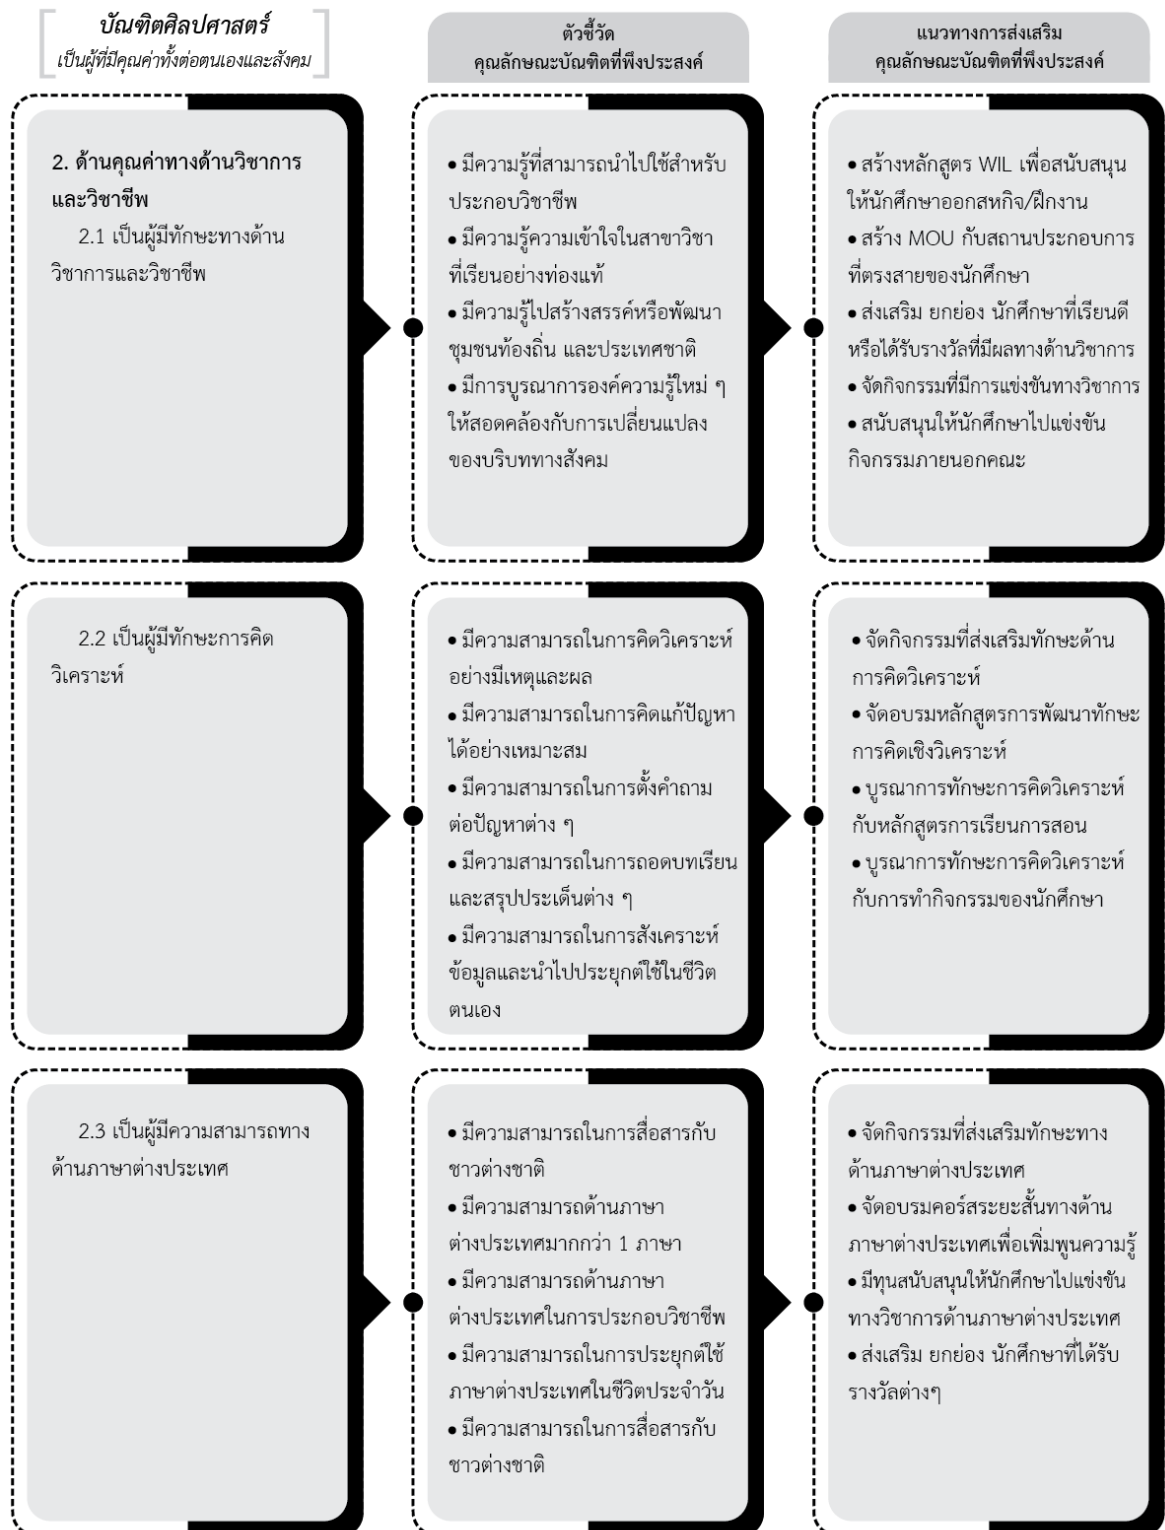 บัณฑิตศิลปศาสตร์
เป็นผู้ที่มีคุณค่าทั้งต่อตนเองและสังคม
ตัวชี้วัด
คุณลักษณะบัณฑิตที่พึงประสงค์
แนวทางการส่งเสริม
คุณลักษณะบัณฑิตที่พึงประสงค์
2. ด้านคุณค่าทางด้านวิชาการ
และวิชาชีพ
2.1 เป็นผู้มีทักษะทางด้าน
วิชาการและวิชาชีพ
• มีความรู้ที่สามารถนำไปใช้สำหรับ
ประกอบวิชาชีพ
• มีความรู้ความเข้าใจในสาขาวิชา
ที่เรียนอย่างท่องแท้
• มีความรู้ไปสร้างสรรค์หรือพัฒนา
ชุมชนท้องถิ่น และประเทศชาติ
• มีการบูรณาการองค์ความรู้ใหม่ ๆ
ให้สอดคล้องกับการเปลี่ยนแปลง
ของบริบททางสังคม
• สร้างหลักสูตร WIL เพื่อสนับสนุน
ให้นักศึกษาออกสหกิจ/ฝึกงาน
• สร้าง MOU กับสถานประกอบการ
ที่ตรงสายของนักศึกษา
• ส่งเสริม ยกย่อง นักศึกษาที่เรียนดี
หรือได้รับรางวัลที่มีผลทางด้านวิชาการ
• จัดกิจกรรมที่มีการแข่งขันทางวิชาการ
• สนับสนุนให้นักศึกษาไปแข่งขัน
กิจกรรมภายนอกคณะ
2.2 เป็นผู้มีทักษะการคิด
วิเคราะห์
• มีความสามารถในการคิดวิเคราะห์
อย่างมีเหตุและผล
• มีความสามารถในการคิดแก้ปัญหา
ได้อย่างเหมาะสม
• มีความสามารถในการตั้งคำถาม
ต่อปัญหาต่าง ๆ
• มีความสามารถในการถอดบทเรียน
และสรุปประเด็นต่าง ๆ
• มีความสามารถในการสังเคราะห์
ข้อมูลและนำไปประยุกต์ใช้ในชีวิต
ตนเอง
• จัดกิจกรรมที่ส่งเสริมทักษะด้าน
การคิดวิเคราะห์
• จัดอบรมหลักสูตรการพัฒนาทักษะ
การคิดเชิงวิเคราะห์
• บูรณาการทักษะการคิดวิเคราะห์
กับหลักสูตรการเรียนการสอน
• บูรณาการทักษะการคิดวิเคราะห์
กับการทำกิจกรรมของนักศึกษา
2.3 เป็นผู้มีความสามารถทาง
ด้านภาษาต่างประเทศ
• มีความสามารถในการสื่อสารกับ
ชาวต่างชาติ
• มีความสามารถด้านภาษา
ต่างประเทศมากกว่า 1 ภาษา
• มีความสามารถด้านภาษา
ต่างประเทศในการประกอบวิชาชีพ
• มีความสามารถในการประยุกต์ใช้
ภาษาต่างประเทศในชีวิตประจำวัน
• มีความสามารถในการสื่อสารกับ
ชาวต่างชาติ
• จัดกิจกรรมที่ส่งเสริมทักษะทาง
ด้านภาษาต่างประเทศ
• จัดอบรมคอร์สระยะสั้นทางด้าน
ภาษาต่างประเทศเพื่อเพิ่มพูนความรู้
• มีทุนสนับสนุนให้นักศึกษาไปแข่งขัน
ทางวิชาการด้านภาษาต่างประเทศ
• ส่งเสริม ยกย่อง นักศึกษาที่ได้รับ
รางวัลต่างๆ